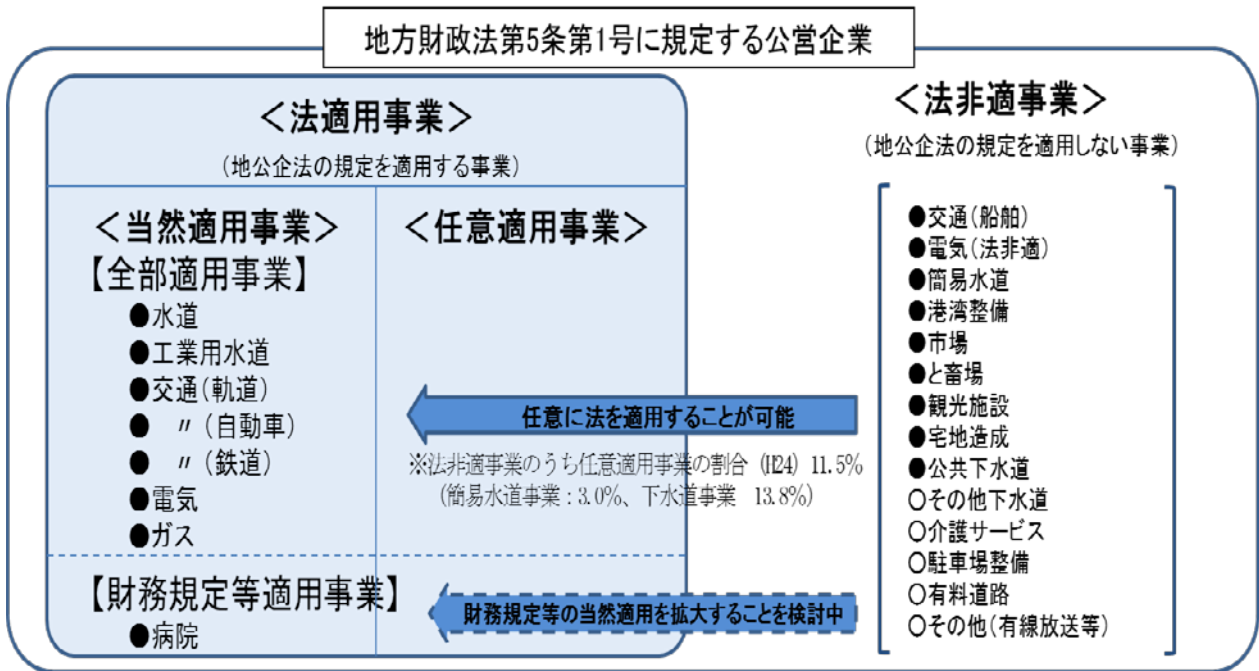 地方財政法第5条第1号に規定する公営企業
＜法適用事業＞
(地公企法の規定を適用する事業)
＜当然適用事業＞
【全部適用事業】
●水道
●工業用水道
●交通(軌道)
● 〃(自動車)
● 〃(鉄道)
●電気
●ガス
【財務規定等適用事業】
●病院
＜任意適用事業＞
任意に法を適用することが可能
※法非適事業のうち任意適用事業の割合 (H24) 11.5%
(簡易水道事業：3.0%、下水道事業 13.8%)
財務規定等の当然適用を拡大することを検討中
＜法非適事業＞
(地公企法の規定を適用しない事業)
●交通(船舶)
●電気(法非適)
●簡易水道
●港湾整備
●市場
●と畜場
●観光施設
●宅地造成
●公共下水道
○その他下水道
○介護サービス
○駐車場整備
○有料道路
○その他(有線放送等)